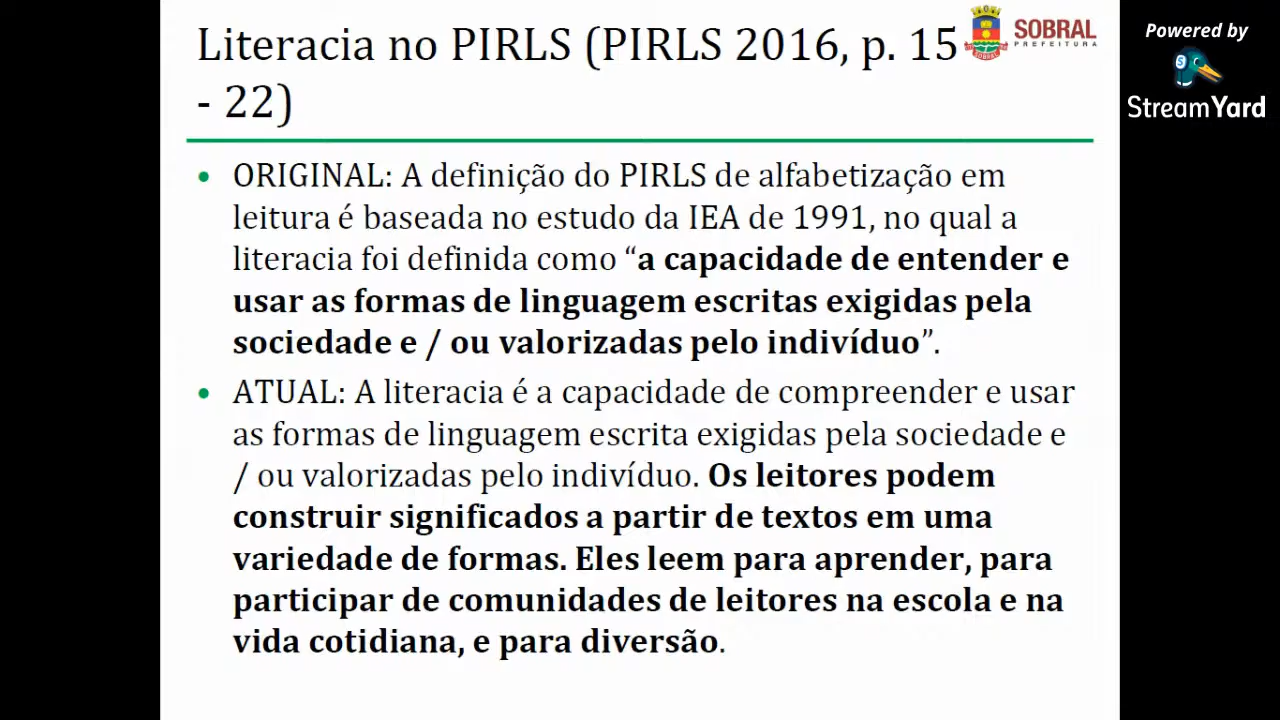 Literacia no PIRLS (PIRLS 2016, p. 15
- 22)
SOBRAL
PREFEITURA
Powered by
StreamYard
• ORIGINAL: A definição do PIRLS de alfabetização em
leitura é baseada no estudo da IEA de 1991, no qual a
literacia foi definida como “a capacidade de entender e
usar as formas de linguagem escritas exigidas pela
sociedade e / ou valorizadas pelo indivíduo”.
• ATUAL: A literacia é a capacidade de compreender e usar
as formas de linguagem escrita exigidas pela sociedade e
/ ou valorizadas pelo indivíduo. Os leitores podem
construir significados a partir de textos em uma
variedade de formas. Eles leem para aprender, para
participar de comunidades de leitores na escola e na
vida cotidiana, e para diversão.